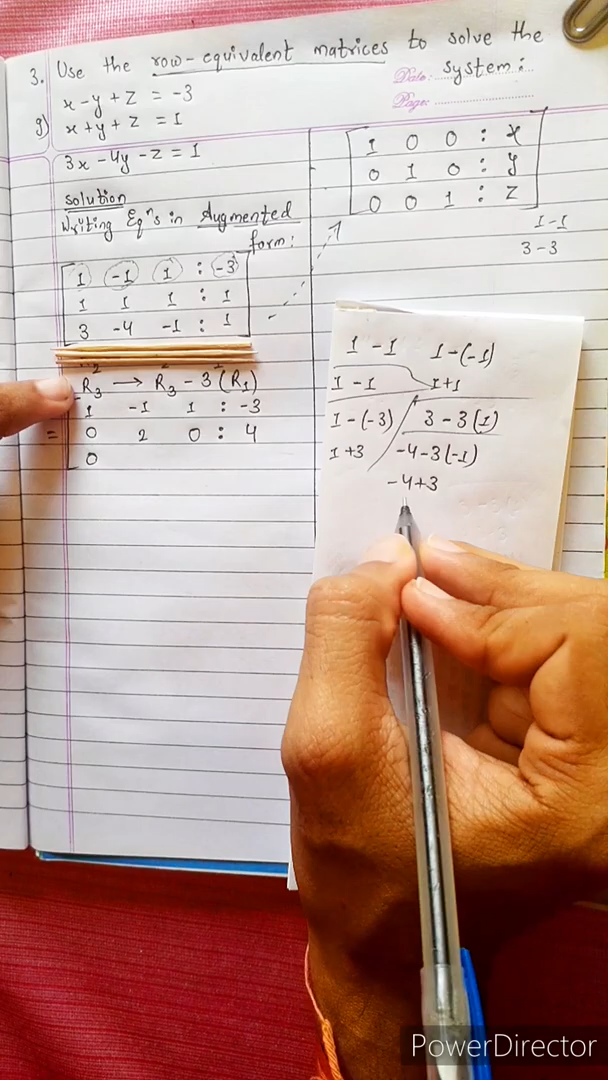 3. Use the row-equivalent matrices to solve the
system:
Date:
Page:
g) x - y + z = -3
x + y + z = 1
3x - 4y - z = 1
solution
Writing Eqⁿs in Augmented
form:
1 -1 1 : -3
1 1 1 : 1
3 -4 -1 : 1
R₃ → R₃ - 3(R₁)
1 -1 1 : -3
= 0 2 0 : 4
0
1 0 0 : x
0 1 0 : y
0 0 1 : z
1-1
3-3
1 -1 1-(-1)
1-1 1+1
1-(-3) 3-3(1)
1+3 -4-3(-1)
-4+3
PowerDirector